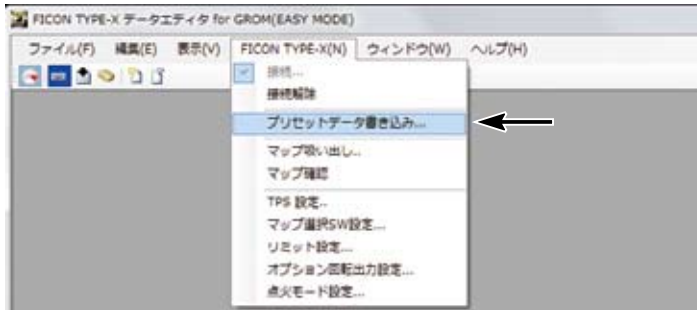 FICON TYPE-X データエディタ for GROM(EASY MODE)
ファイル(F) 編集(E) 表示(V) FICON TYPE-X(N) ウィンドウ(W) ヘルプ(H)
接続...
接続解除
プリセットデータ書き込み...
マップ吸い出し...
マップ確認
TPS 設定...
マップ選択SW設定...
リミット設定...
オプション回転出力設定...
点火モード設定...